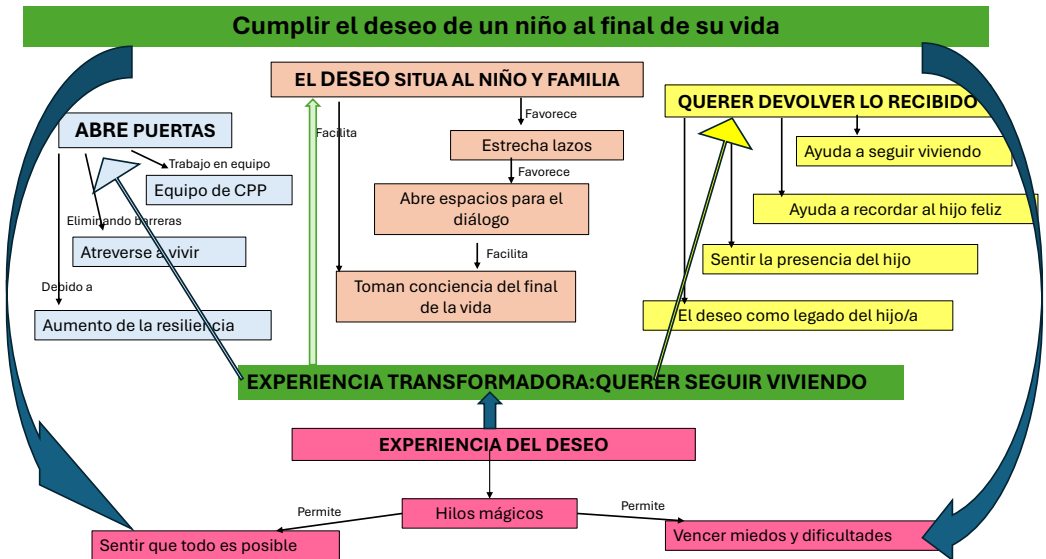 Cumplir el deseo de un niño al final de su vida
EL DESEO SITUA AL NIÑO Y FAMILIA
QUERER DEVOLVER LO RECIBIDO
ABRE PUERTAS
Facilita
Favorece
Estrecha lazos
Ayuda a seguir viviendo
Trabajo en equipo
Equipo de CPP
Favorece
Abre espacios para el
diálogo
Ayuda a recordar al hijo feliz
Eliminando barreras
Atreverse a vivir
Facilita
Sentir la presencia del hijo
Debido a
Toman conciencia del final
de la vida
Aumento de la resiliencia
El deseo como legado del hijo/a
EXPERIENCIA TRANSFORMADORA:QUERER SEGUIR VIVIENDO
EXPERIENCIA DEL DESEO
Hilos mágicos
Permite
Permite
Sentir que todo es posible
Vencer miedos y dificultades